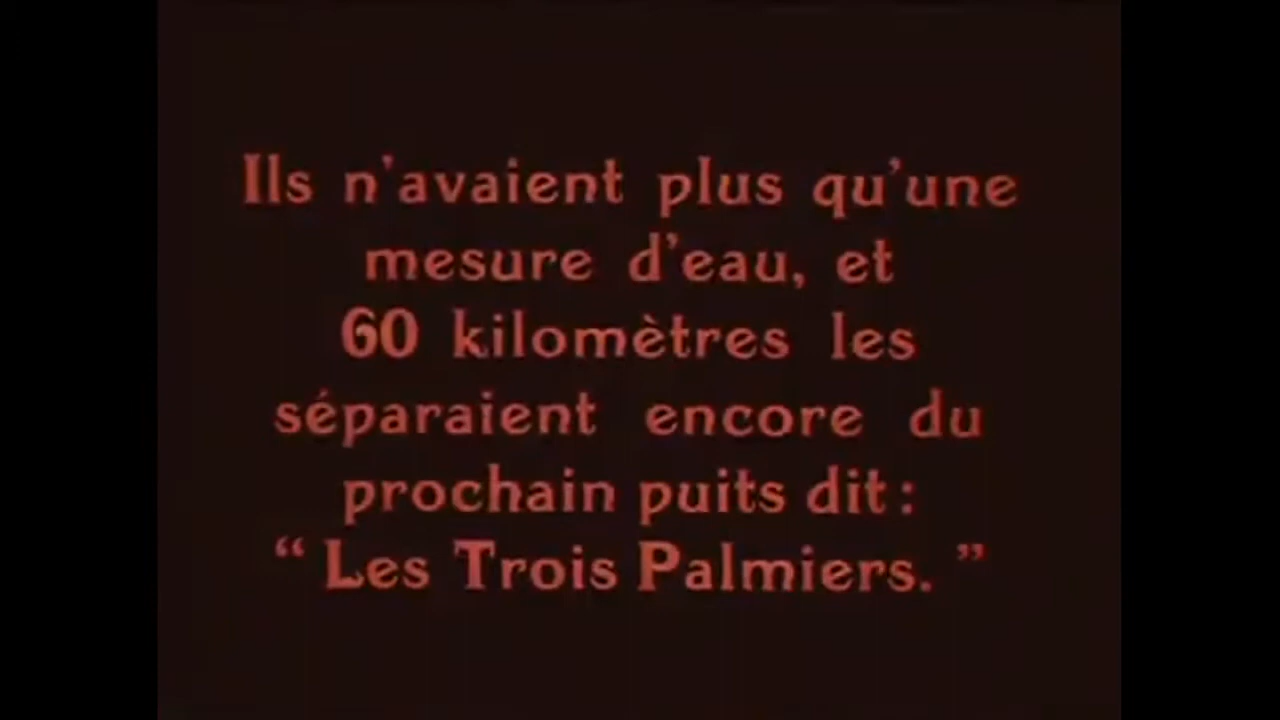 Ils n'avaient plus qu'une
mesure d'eau, et
60 kilomètres les
séparaient encore du
prochain puits dit :
“ Les Trois Palmiers. ”